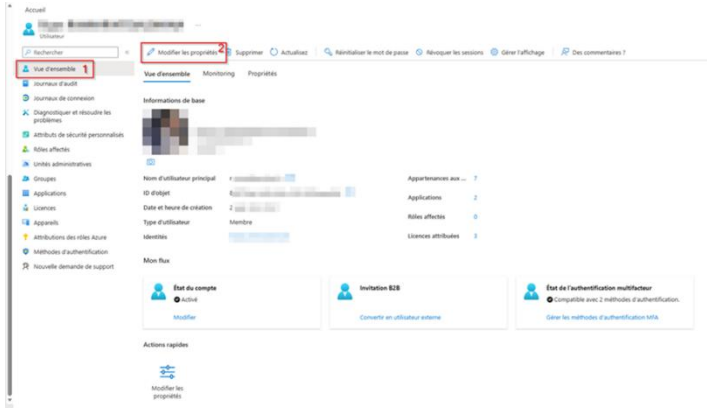 Accueil
Utilisateur
Rechercher
Modifier les propriétés 2 Supprimer Actualisez Réinitialiser le mot de passe Révoquer les sessions Gérer l'affichage Des commentaires ?
Vue d'ensemble 1
Journaux d'audit
Journaux de connexion
Diagnostiquer et résoudre les
problèmes
Attributs de sécurité personnalisés
Rôles affectés
Unités administratives
Groupes
Applications
Licences
Appareils
Attributions des rôles Azure
Méthodes d'authentification
Nouvelle demande de support
Vue d'ensemble Monitoring Propriétés
Informations de base
Nom d'utilisateur principal
Appartenances aux ... 7
ID d'objet
Applications 2
Date et heure de création 2
Rôles affectés 0
Type d'utilisateur Membre
Identités
Licences attribuées 3
Mon flux
État du compte
Activé
Modifier
Invitation B2B
Convertir en utilisateur externe
État de l'authentification multifacteur
Compatible avec 2 méthodes d'authentification.
Gérer les méthodes d'authentification MFA
Actions rapides
Modifier les
propriétés